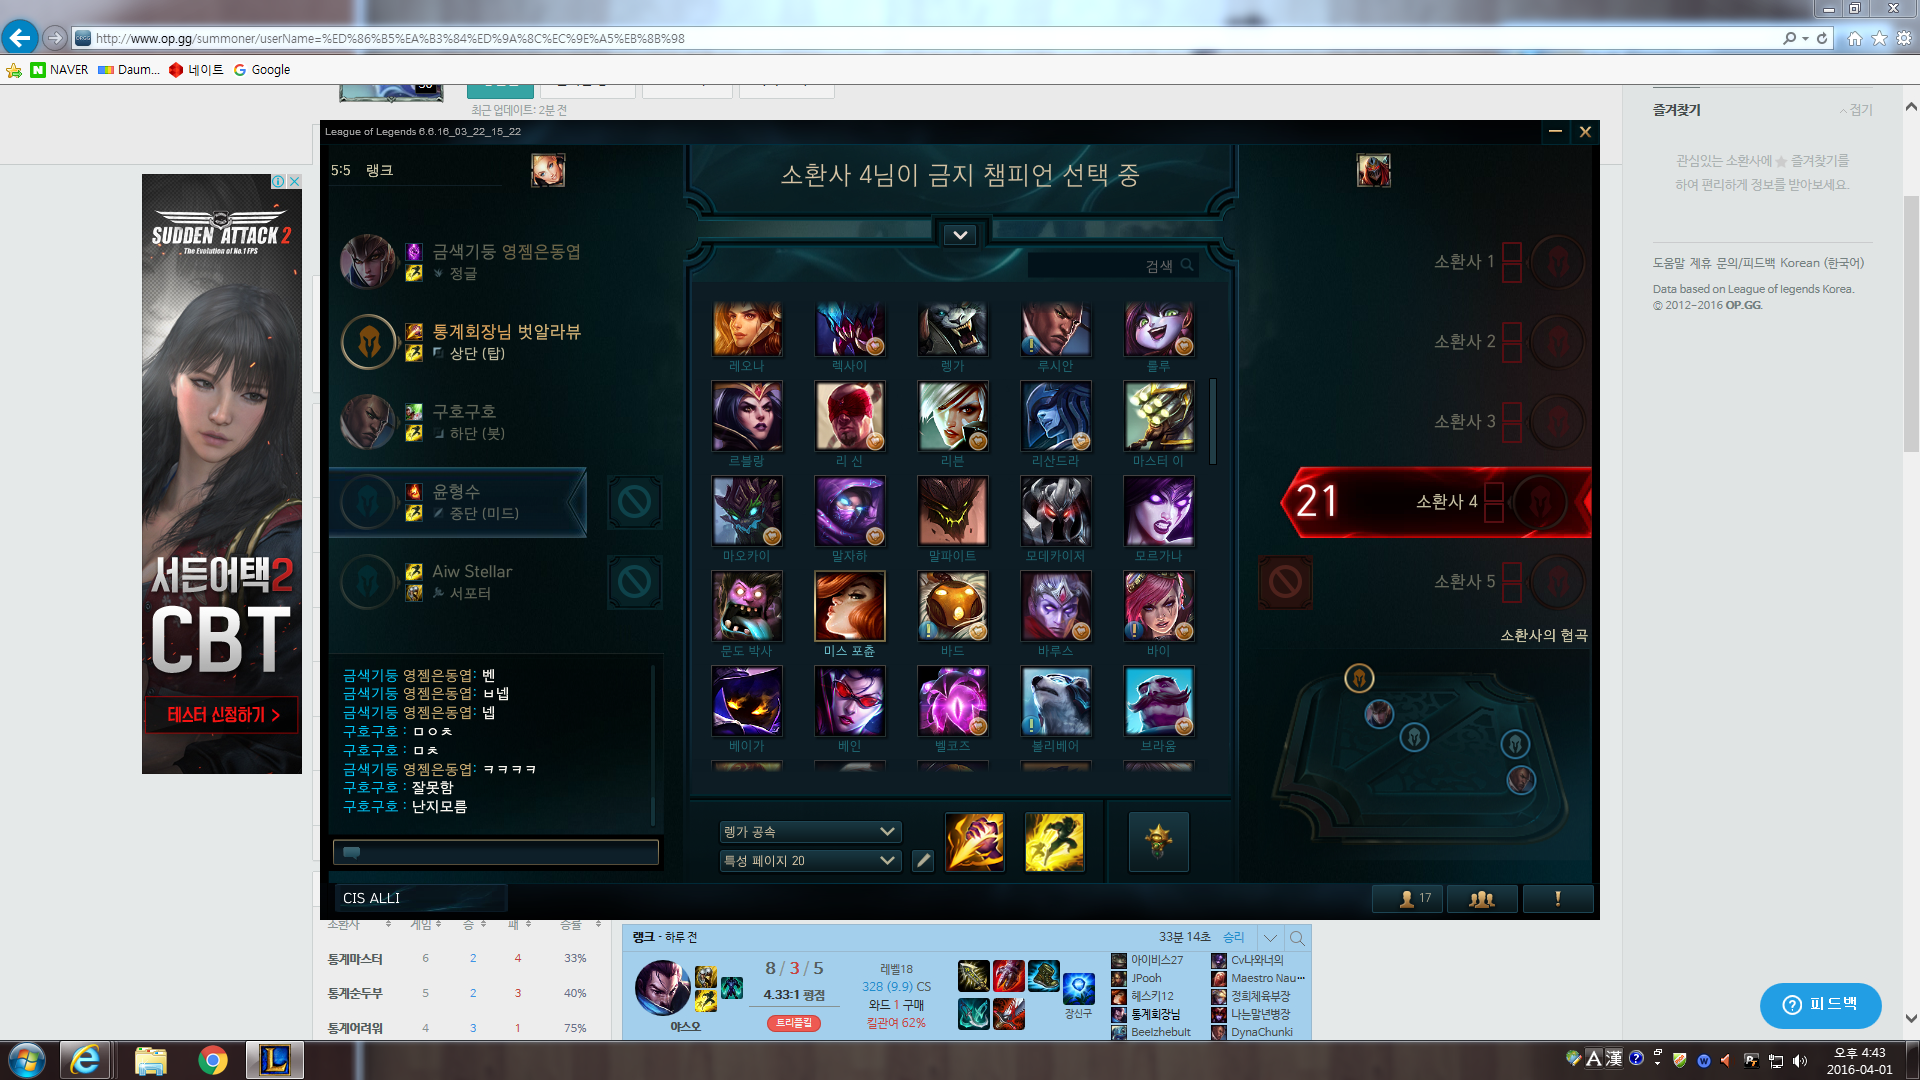 http://www.op.gg/summoner/userName=%ED%86%B5%EA%B3%84%ED%9A%8C%EC%9E%A5%EB%8B%98
NAVER Daum... 네이트 Google
최근 업데이트: 2분 전
즐겨찾기 접기
관심있는 소환사에 ★ 즐겨찾기를
하여 편리하게 정보를 받아보세요.
도움말 제휴 문의/피드백 Korean (한국어)
Data based on League of legends Korea.
© 2012-2016 OP.GG.
SUDDEN ATTACK 2
The Evolution of No.1 FPS
서든어택2
CBT
테스터 신청하기 >
League of Legends 6.6.16_03_22_15_22
5:5 랭크
소환사 4님이 금지 챔피언 선택 중
검색
금색기둥 영젬은동엽
정글
통계회장님 벗알라뷰
상단 (탑)
구호구호
하단 (봇)
윤형수
중단 (미드)
Aiw Stellar
서포터
레오나 렉사이 렝가 루시안 룰루
르블랑 리 신 리븐 리산드라 마스터 이
마오카이 말자하 말파이트 모데카이저 모르가나
문도 박사 미스 포츈 바드 바루스 바이
베이가 베인 벨코즈 볼리베어 브라움
소환사 1
소환사 2
소환사 3
21 소환사 4
소환사 5
소환사의 협곡
금색기둥 영젬은동엽: 벤
금색기둥 영젬은동엽: ㅂ넵
금색기둥 영젬은동엽: 넵
구호구호 : ㅁㅇㅊ
구호구호 : ㅁㅊ
금색기둥 영젬은동엽: ㅋㅋㅋㅋ
구호구호 : 잘못함
구호구호 : 난지모름
렝가 공속
특성 페이지 20
CIS ALLI
17
소환사 게임 승 패 승률
통계마스터 6 2 4 33%
통계순두부 5 2 3 40%
통계어려워 4 3 1 75%
랭크 - 하루 전 33분 14초 승리
야스오
8 / 3 / 5
4.33:1 평점
트리플킬
레벨18
328 (9.9) CS
와드 1 구매
킬관여 62%
장신구
아이비스27 Cv나와너의
JPooh Maestro Nau...
헤스키12 정희체육부장
통계회장님 나는말년병장
Beelzhebult DynaChunki
피드백
A 漢
오후 4:43
2016-04-01